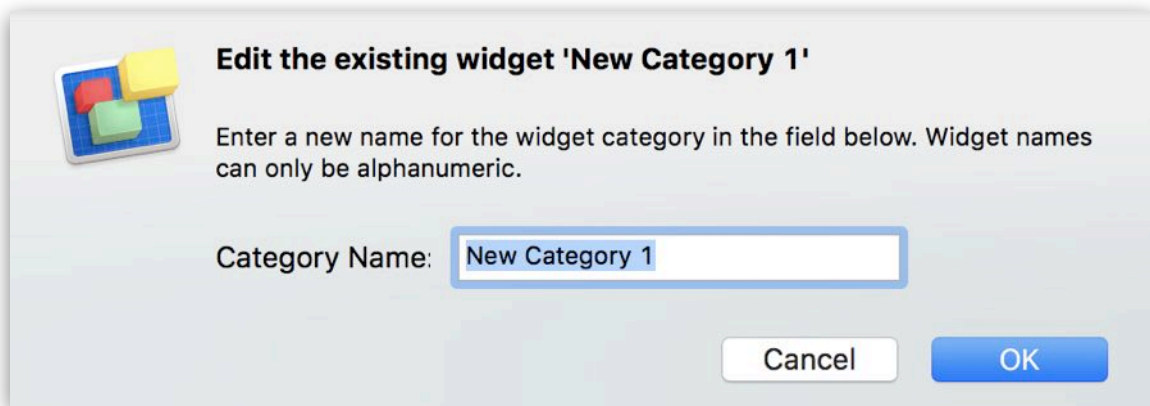 Edit the existing widget 'New Category 1'
Enter a new name for the widget category in the field below. Widget names
can only be alphanumeric.
Category Name: New Category 1
Cancel OK